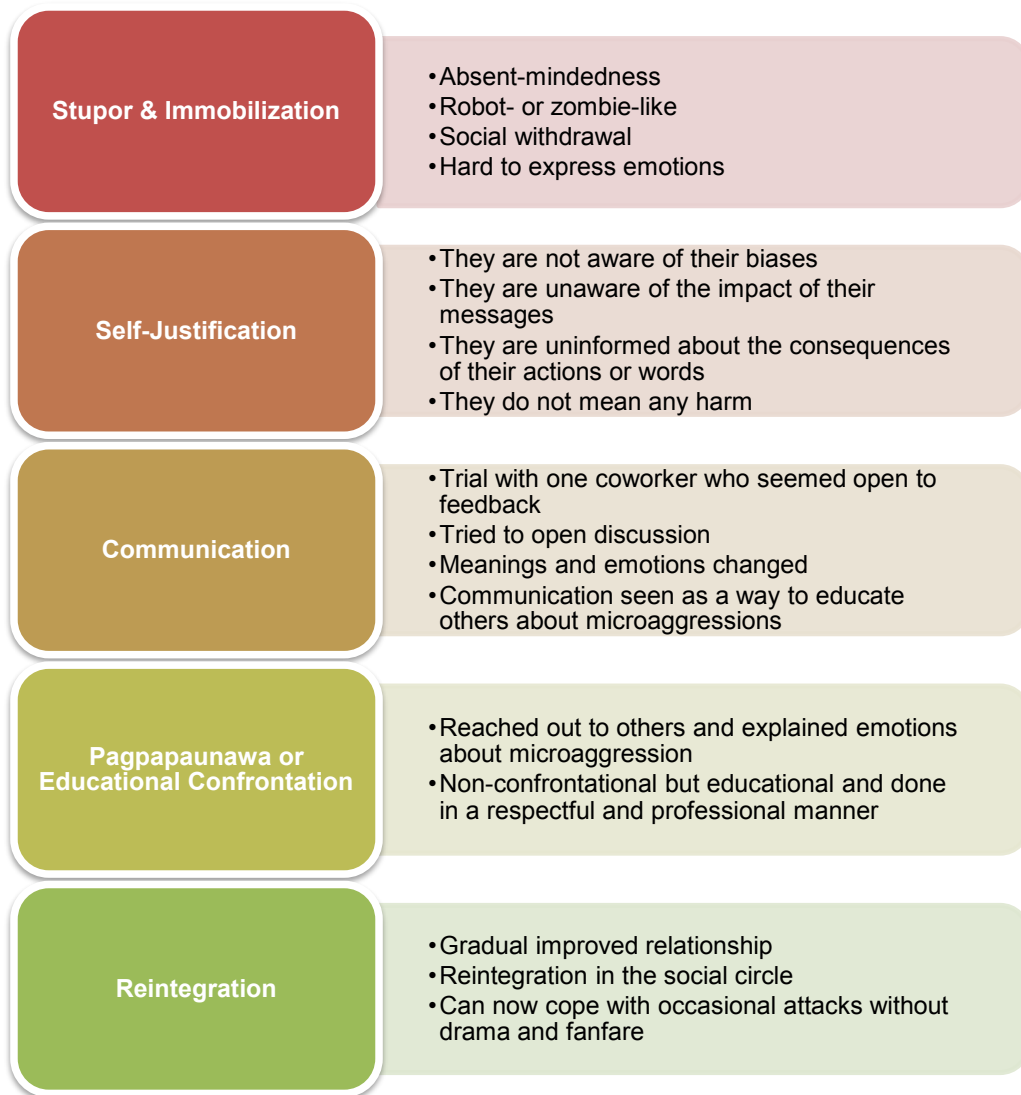 Stupor & Immobilization
•Absent-mindedness
•Robot- or zombie-like
•Social withdrawal
•Hard to express emotions
Self-Justification
•They are not aware of their biases
•They are unaware of the impact of their
messages
•They are uninformed about the consequences
of their actions or words
•They do not mean any harm
Communication
•Trial with one coworker who seemed open to
feedback
•Tried to open discussion
•Meanings and emotions changed
•Communication seen as a way to educate
others about microaggressions
Pagpapaunawa or
Educational Confrontation
•Reached out to others and explained emotions
about microaggression
•Non-confrontational but educational and done
in a respectful and professional manner
Reintegration
•Gradual improved relationship
•Reintegration in the social circle
•Can now cope with occasional attacks without
drama and fanfare